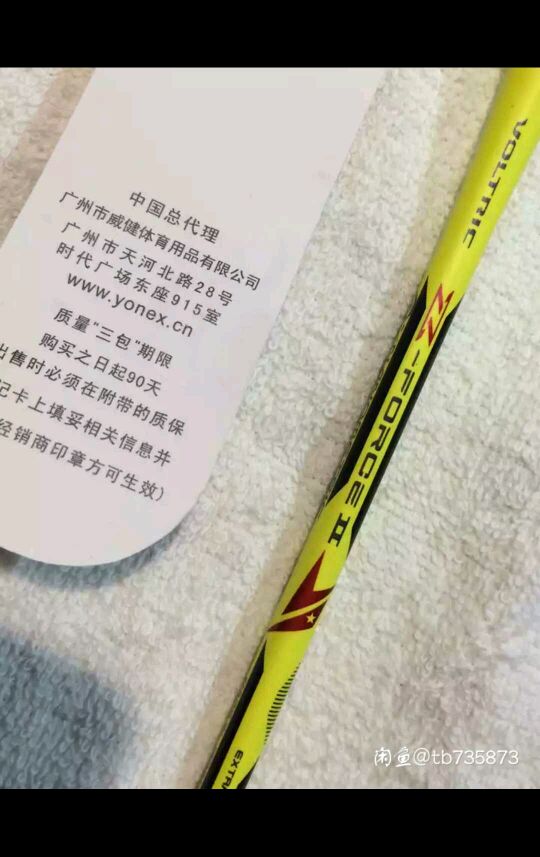 中国总代理
广州市威健体育用品有限公司
广州市天河北路28号
时代广场东座915室
www.yonex.cn
质量"三包"期限
购买之日起90天
出售时必须在附带的质保
记卡上填妥相关信息并
经销商印章方可生效)
VOLTRIC
Z-FORCE II
EXTRA
闲鱼@tb735873